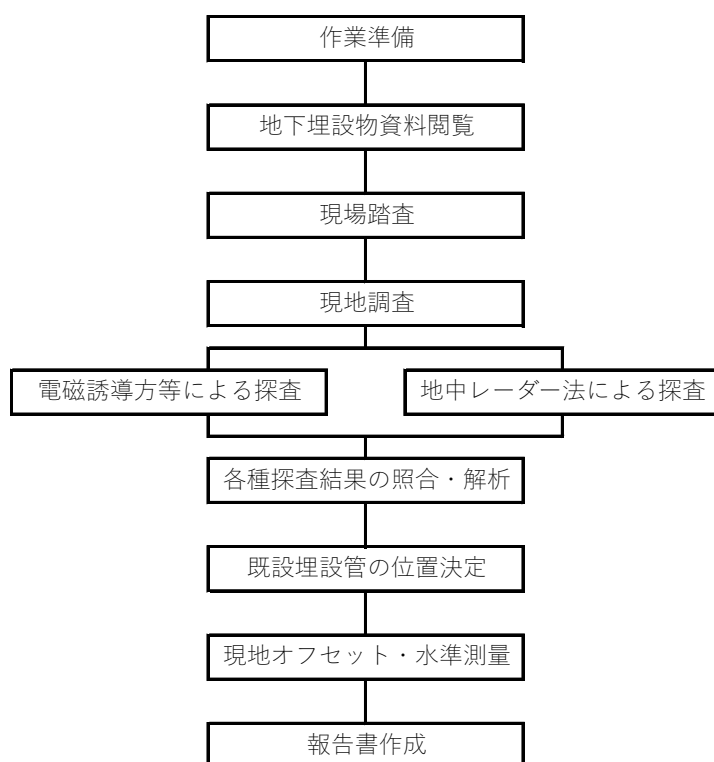 作業準備
地下埋設物資料閲覧
現場踏査
現地調査
電磁誘導方等による探査
地中レーダー法による探査
各種探査結果の照合・解析
既設埋設管の位置決定
現地オフセット・水準測量
報告書作成